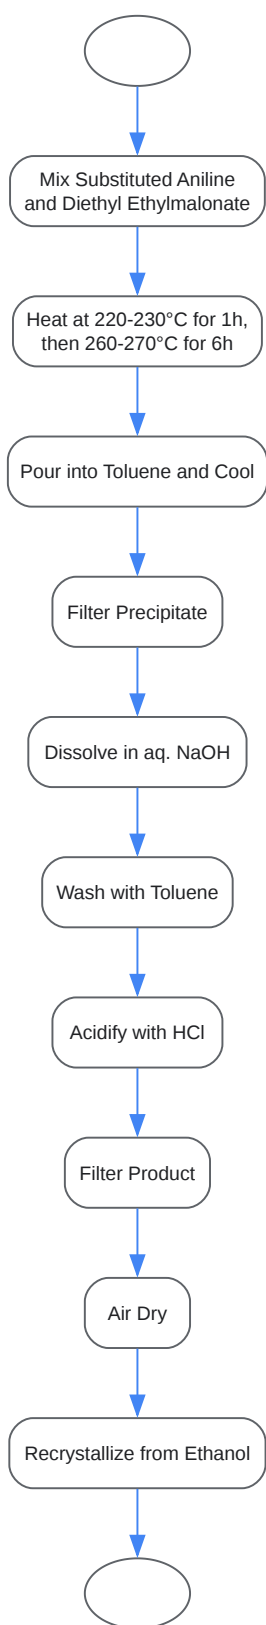 Mix Substituted Aniline
and Diethyl Ethylmalonate
Heat at 220-230°C for 1h,
then 260-270°C for 6h
Pour into Toluene and Cool
Filter Precipitate
Dissolve in aq. NaOH
Wash with Toluene
Acidify with HCl
Filter Product
Air Dry
Recrystallize from Ethanol